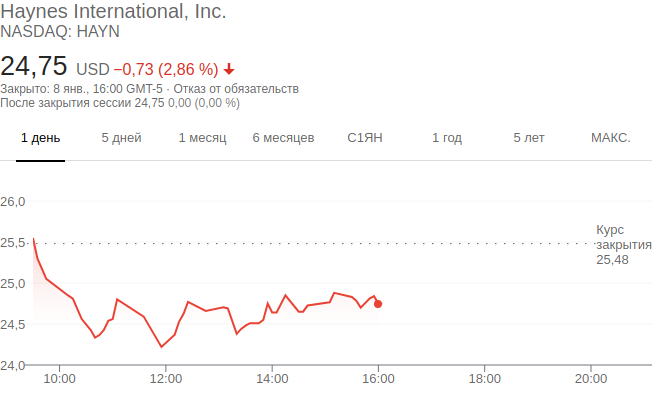 Haynes International, Inc.
NASDAQ: HAYN
24,75 USD −0,73 (2,86 %)
Закрыто: 8 янв., 16:00 GMT-5 · Отказ от обязательств
После закрытия сессии 24,75 0,00 (0,00 %)
1 день 5 дней 1 месяц 6 месяцев С1ЯН 1 год 5 лет МАКС.
26,0
Курс
25,5 закрытия
25,48
25,0
24,5
24,0
10:00 12:00 14:00 16:00 18:00 20:00